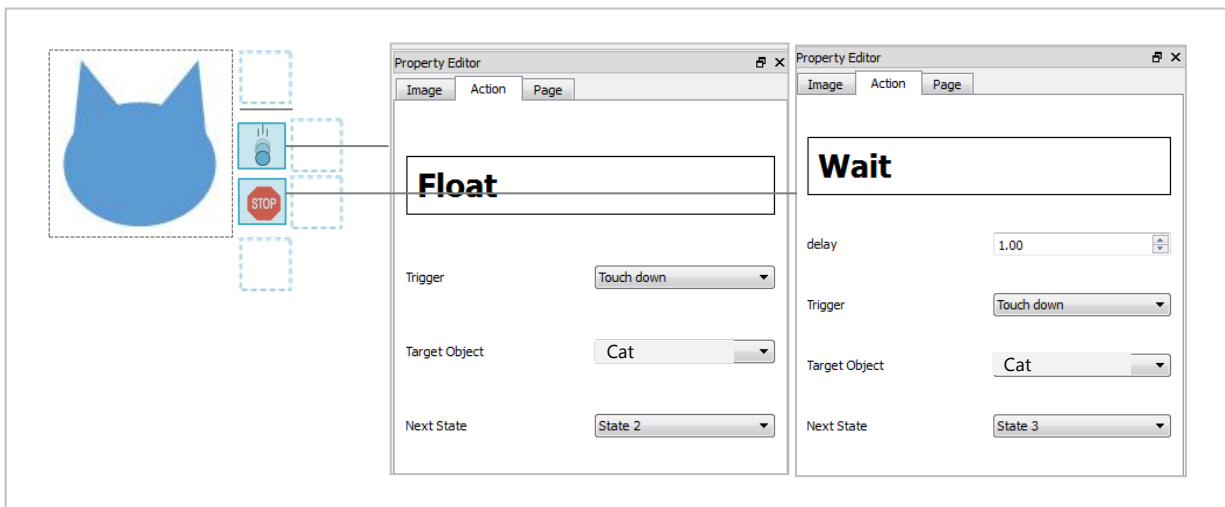 STOP
Property Editor
Image Action Page
Float
Trigger Touch down
Target Object Cat
Next State State 2
Property Editor
Image Action Page
Wait
delay 1.00
Trigger Touch down
Target Object Cat
Next State State 3